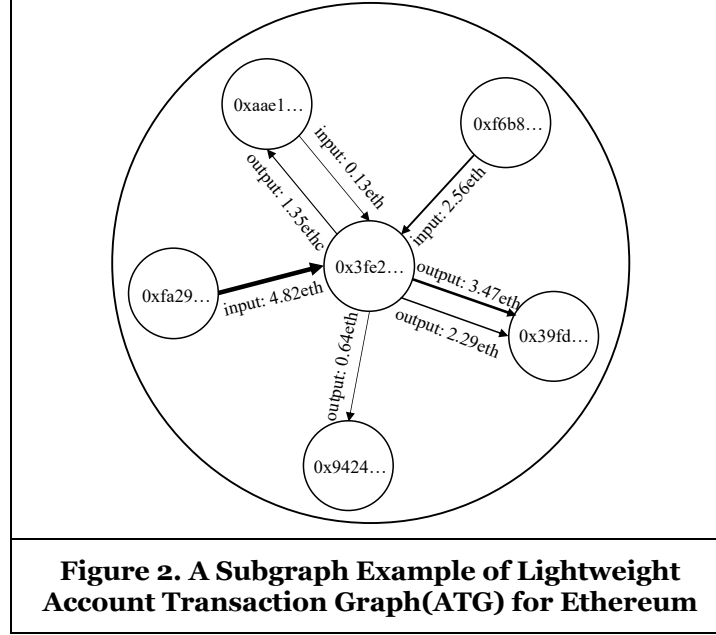 0xaae1…
0xf6b8…
input: 0.13eth
output: 1.35ethc
input: 2.56eth
0x3fe2…
0xfa29…
input: 4.82eth
output: 3.47eth
output: 2.29eth
0x39fd…
output: 0.64eth
0x9424…
Figure 2. A Subgraph Example of Lightweight
Account Transaction Graph(ATG) for Ethereum